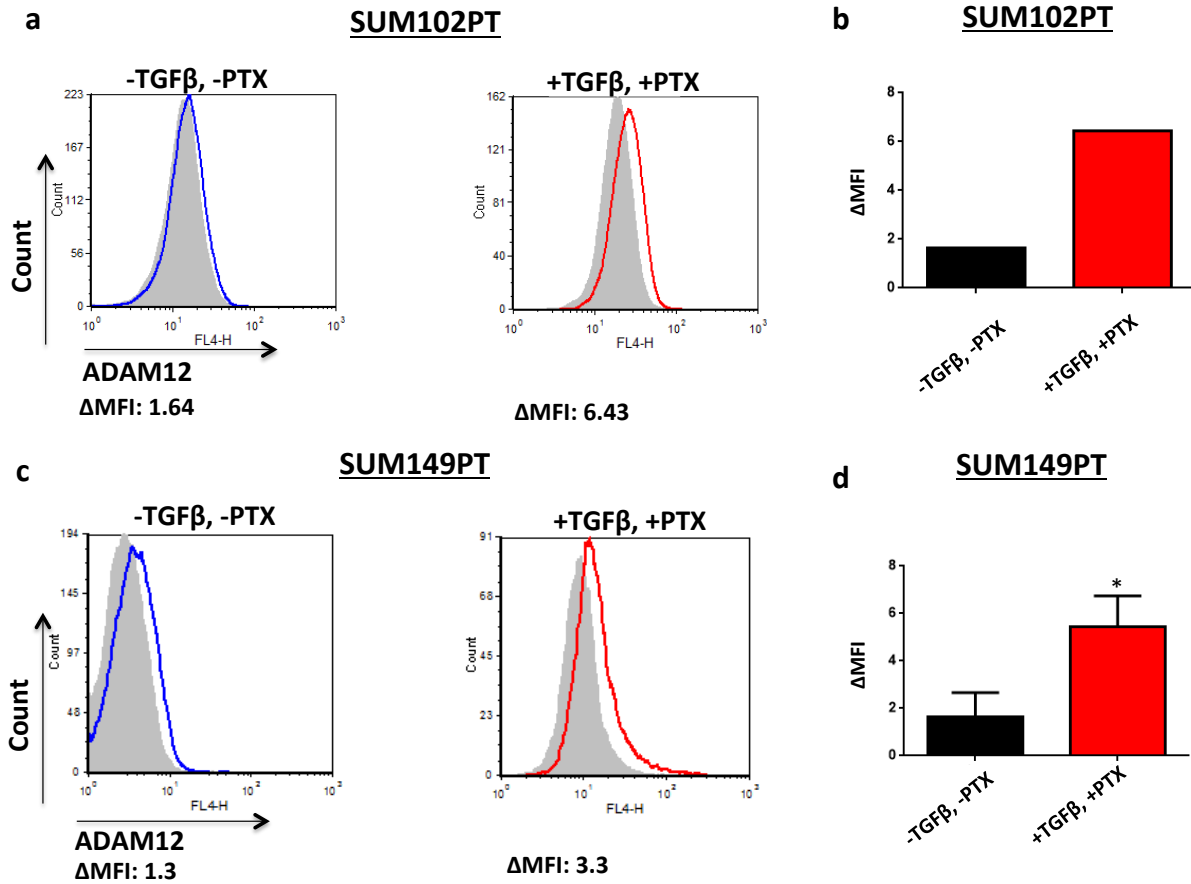 a
SUM102PT
-TGFβ, -PTX
223
167
112
56
0
Count
10⁰ 10¹ 10² 10³
FL4-H
Count
ADAM12
ΔMFI: 1.64
+TGFβ, +PTX
162
121
81
40
0
Count
10⁰ 10¹ 10² 10³
FL4-H
ΔMFI: 6.43
b
SUM102PT
8
6
4
2
0
ΔMFI
-TGFβ, -PTX
+TGFβ, +PTX
c
SUM149PT
-TGFβ, -PTX
194
145
97
48
0
Count
10⁰ 10¹ 10² 10³
FL4-H
Count
ADAM12
ΔMFI: 1.3
+TGFβ, +PTX
91
68
45
23
0
Count
10⁰ 10¹ 10² 10³
FL4-H
ΔMFI: 3.3
d
SUM149PT
8
6
4
2
0
ΔMFI
*
-TGFβ, -PTX
+TGFβ, +PTX